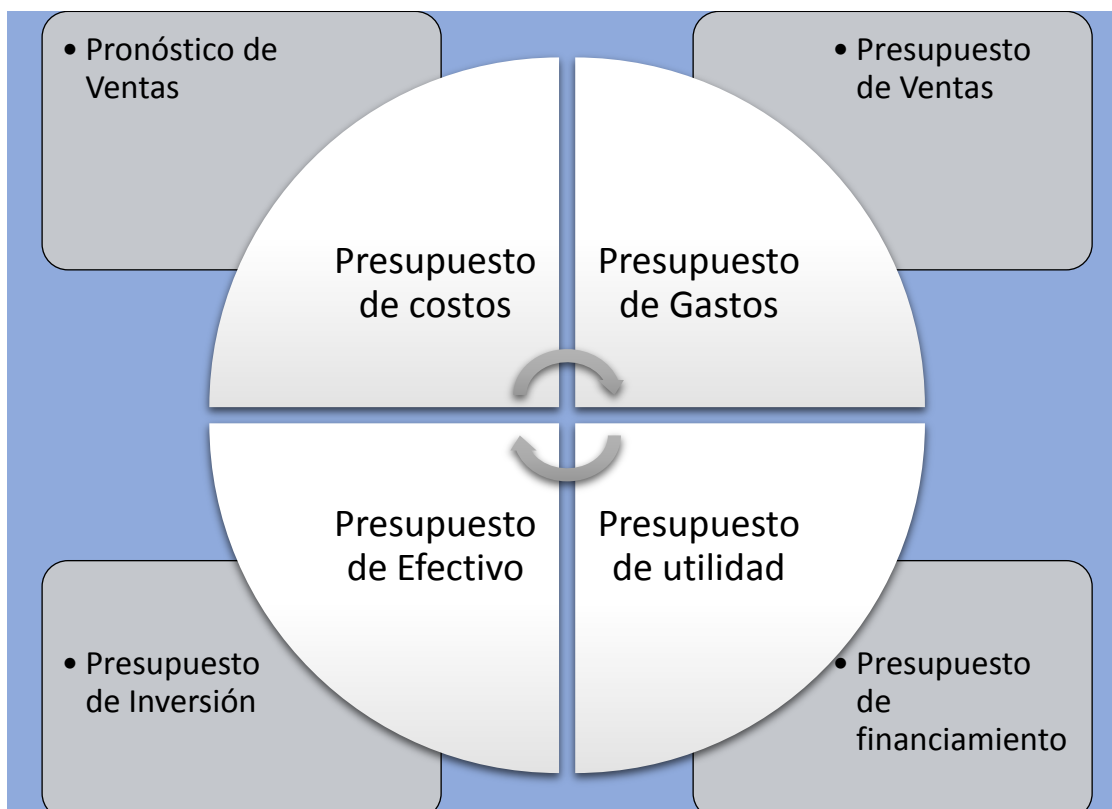 • Pronóstico de
Ventas
• Presupuesto
de Ventas
Presupuesto
de costos
Presupuesto
de Gastos
Presupuesto
de Efectivo
Presupuesto
de utilidad
• Presupuesto
de Inversión
• Presupuesto
de
financiamiento